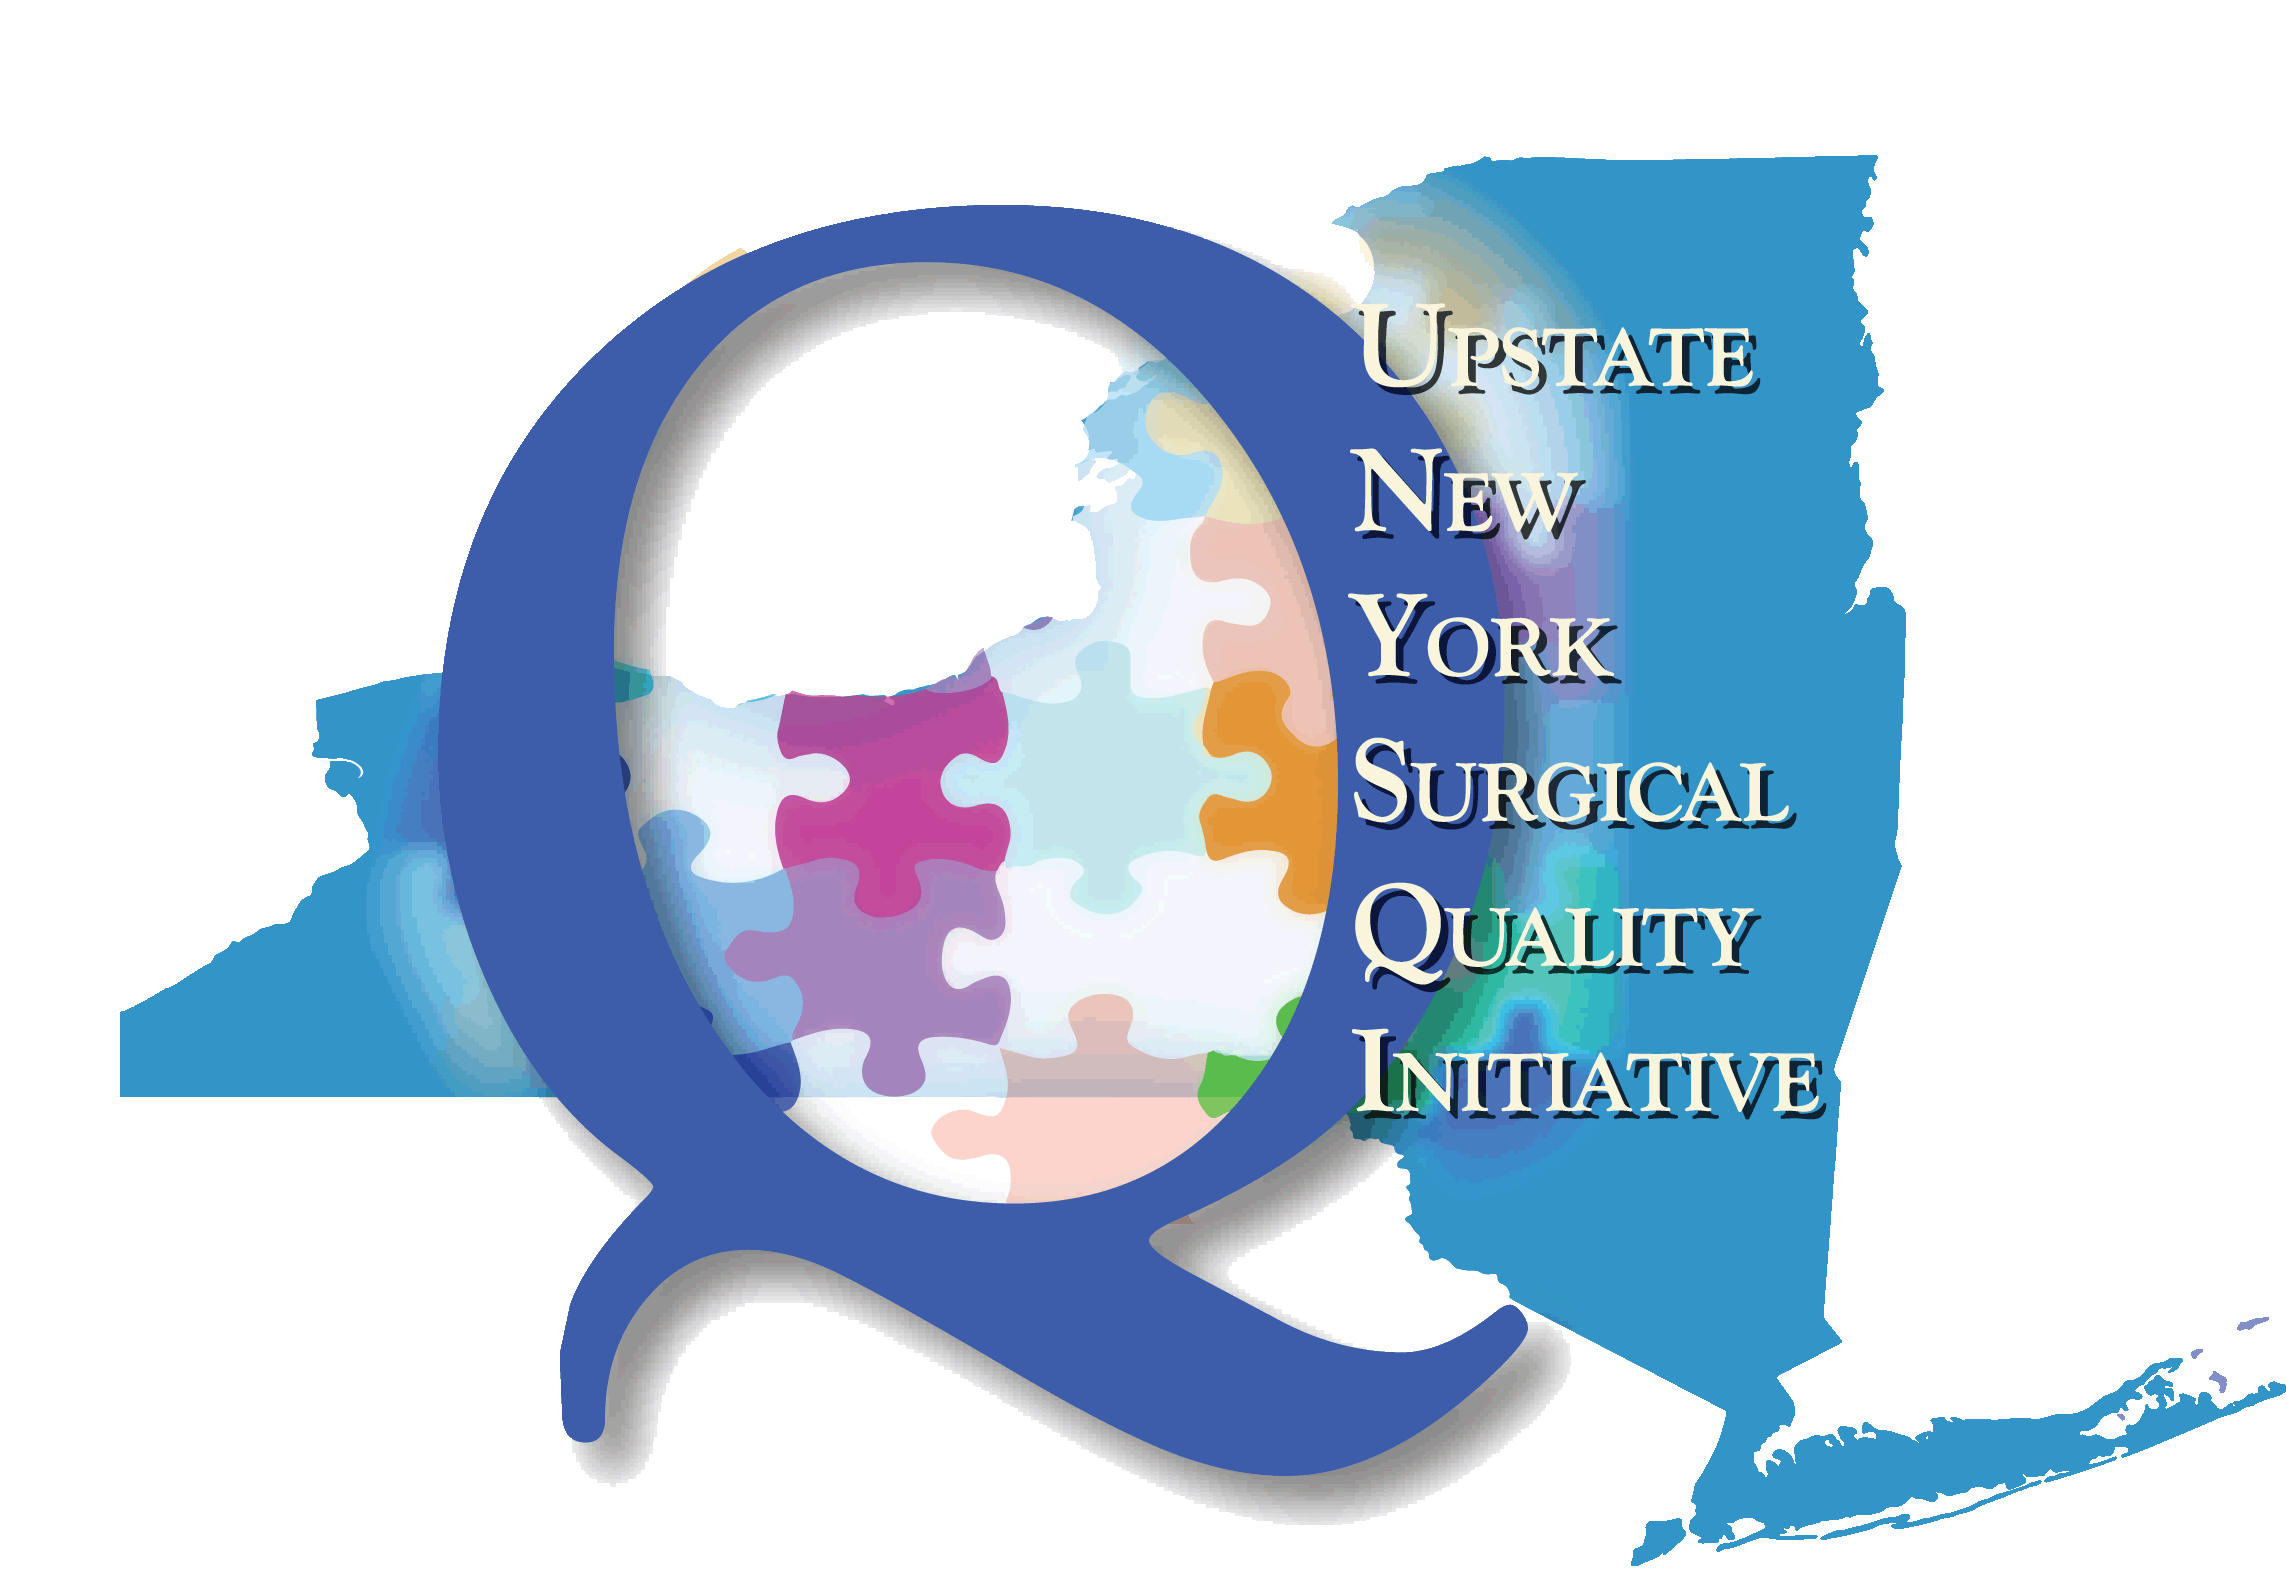 Q
UPSTATE
NEW
YORK
SURGICAL
QUALITY
INITIATIVE